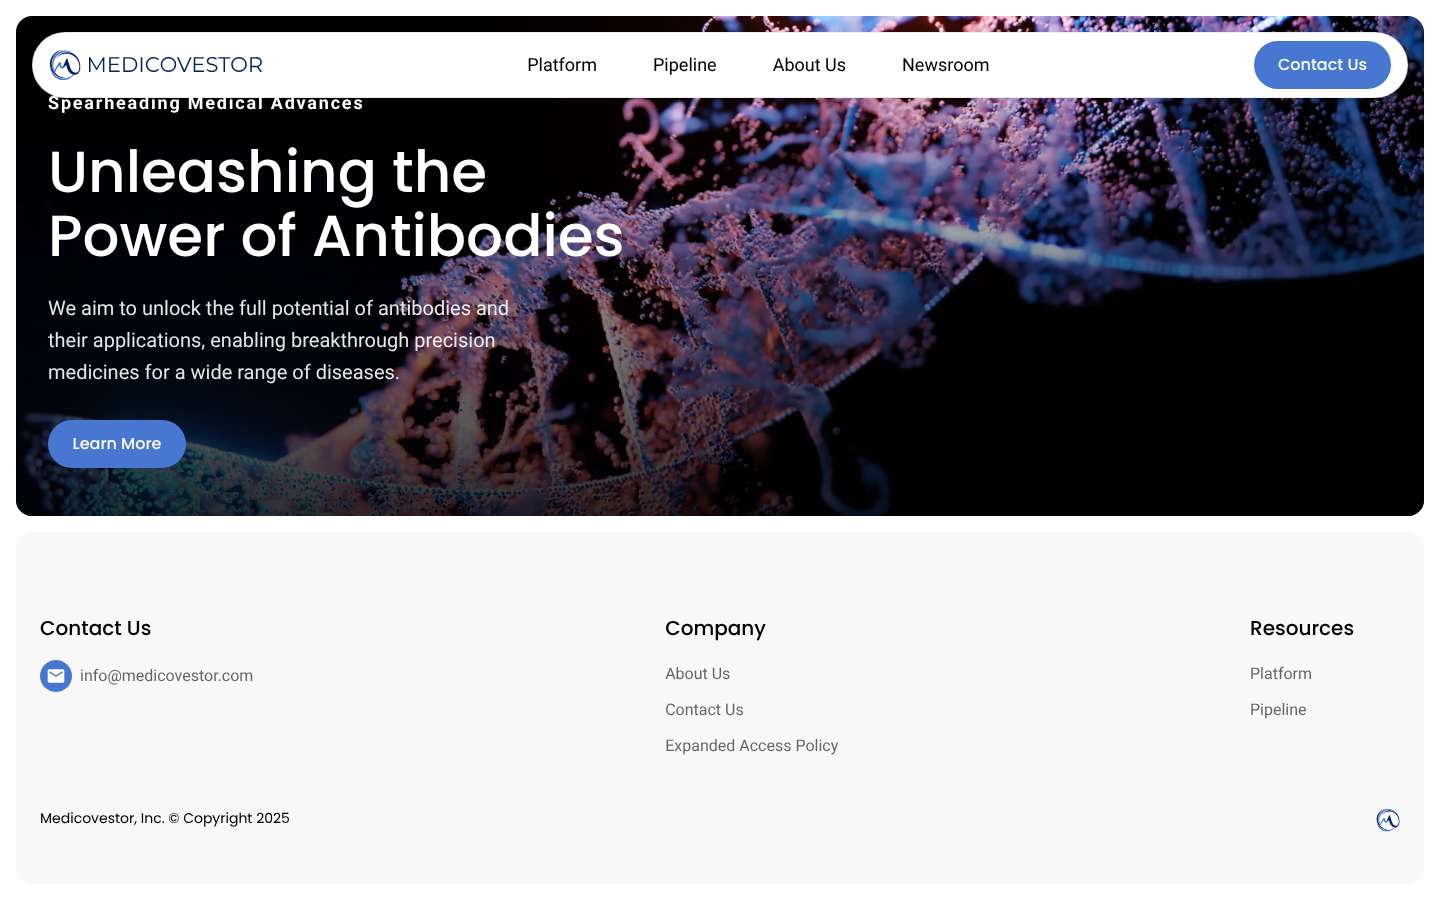 MEDICOVESTOR
Platform
Pipeline
About Us
Newsroom
Contact Us
Spearheading Medical Advances
Unleashing the
Power of Antibodies
We aim to unlock the full potential of antibodies and
their applications, enabling breakthrough precision
medicines for a wide range of diseases.
Learn More
Contact Us
info@medicovestor.com
Company
About Us
Contact Us
Expanded Access Policy
Resources
Platform
Pipeline
Medicovestor, Inc. © Copyright 2025